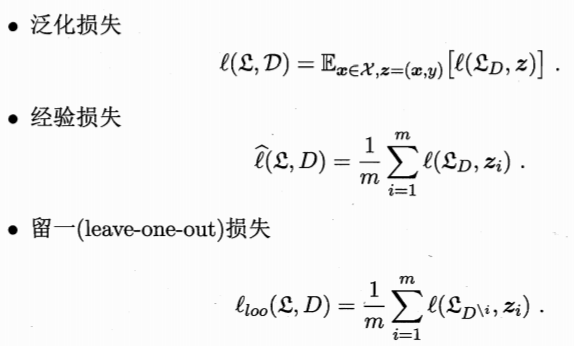 • 泛化损失
$\ell(\mathfrak{L}, \mathcal{D}) = \mathbb{E}_{\boldsymbol{x} \in \mathcal{X}, \boldsymbol{z} = (\boldsymbol{x}, y)} \left[ \ell(\mathfrak{L}_D, \boldsymbol{z}) \right] .$
• 经验损失
$\widehat{\ell}(\mathfrak{L}, D) = \frac{1}{m} \sum_{i=1}^{m} \ell(\mathfrak{L}_D, \boldsymbol{z}_i) .$
• 留一(leave-one-out)损失
$\ell_{loo}(\mathfrak{L}, D) = \frac{1}{m} \sum_{i=1}^{m} \ell(\mathfrak{L}_{D^{\setminus i}}, \boldsymbol{z}_i) .$